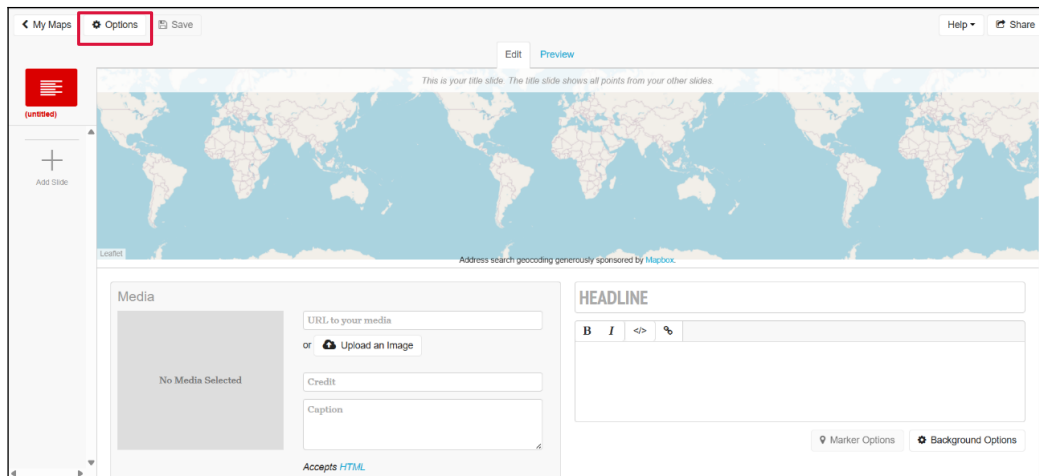 My Maps Options Save Help Share
Edit Preview
This is your title slide. The title slide shows all points from your other slides.
(untitled)
Add Slide
Leaflet
Address search geocoding generously sponsored by Mapbox.
Media
No Media Selected
URL to your media
or Upload an Image
Credit
Caption
Accepts HTML
HEADLINE
B I </>
Marker Options Background Options